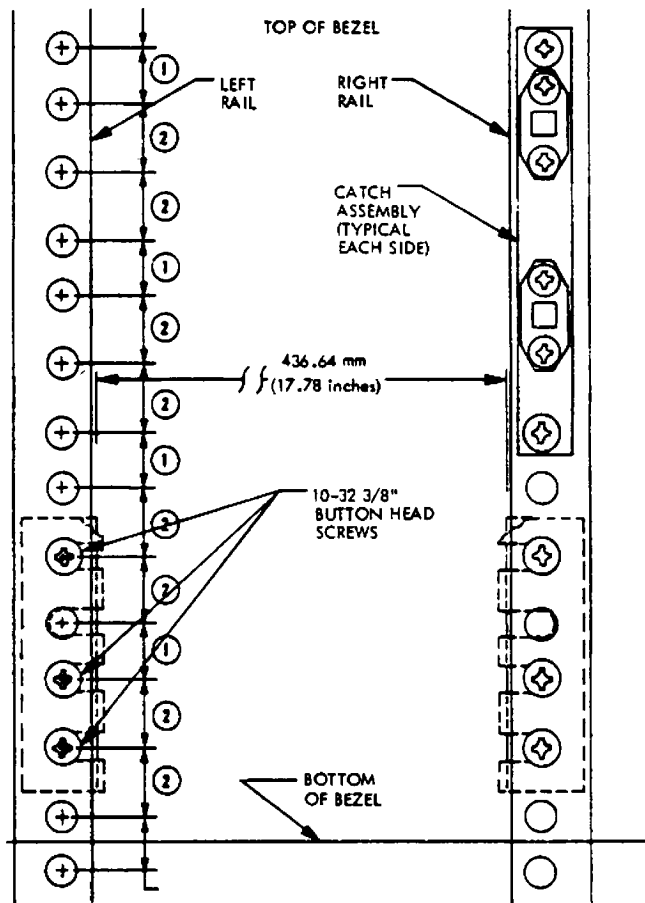 TOP OF BEZEL
①
LEFT
RAIL
RIGHT
RAIL
②
②
CATCH
ASSEMBLY
(TYPICAL
EACH SIDE)
①
②
436.64 mm
(17.78 inches)
②
①
10-32 3/8"
BUTTON HEAD
SCREWS
②
②
①
②
②
BOTTOM
OF BEZEL